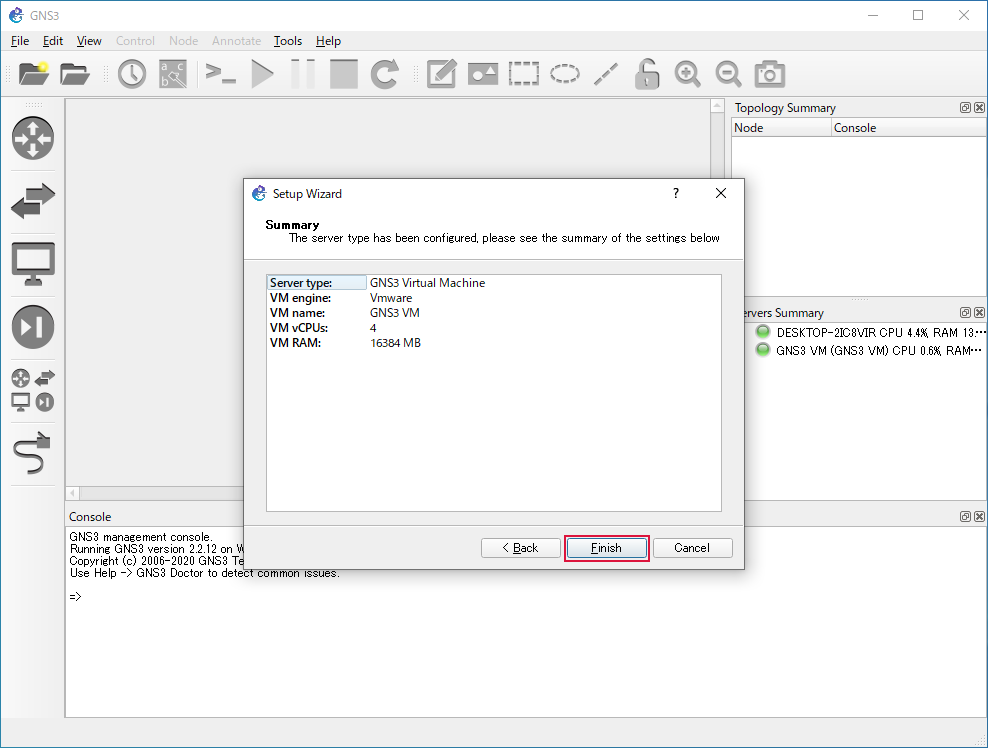 GNS3
File Edit View Control Node Annotate Tools Help
a b c
Topology Summary
Node Console
Setup Wizard ?
Summary
The server type has been configured, please see the summary of the settings below
Server type: GNS3 Virtual Machine
VM engine: Vmware
VM name: GNS3 VM
VM vCPUs: 4
VM RAM: 16384 MB
< Back Finish Cancel
ervers Summary
DESKTOP-2IC8VIR CPU 4.4%, RAM 13.…
GNS3 VM (GNS3 VM) CPU 0.6%, RAM…
Console
GNS3 management console.
Running GNS3 version 2.2.12 on W
Copyright (c) 2006-2020 GNS3 Te
Use Help -> GNS3 Doctor to detect common issues.
=>